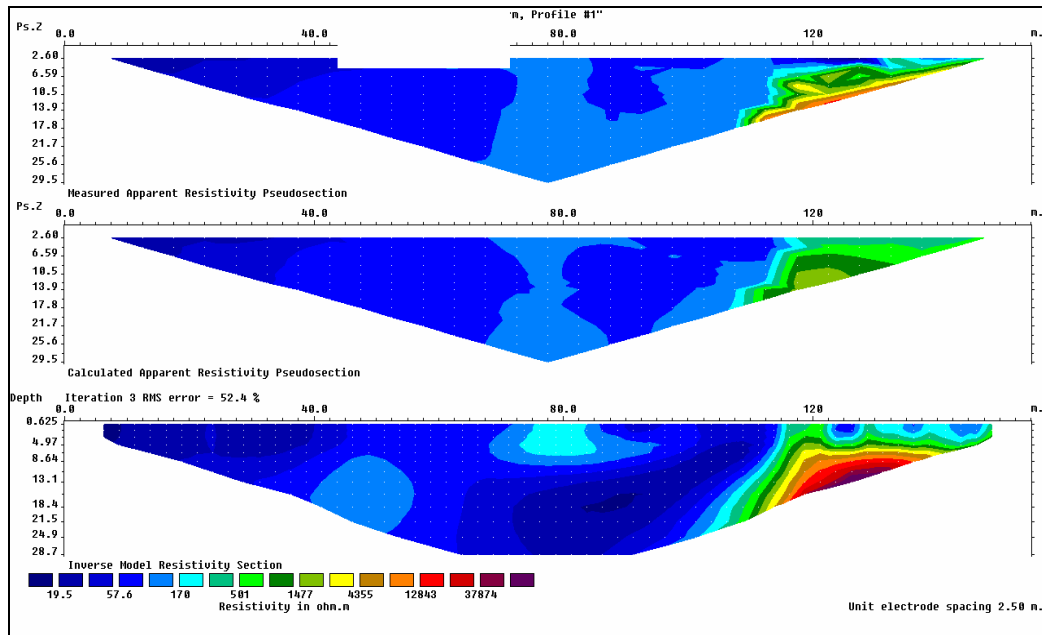 m, Profile #1"
Ps.Z 0.0 40.0 80.0 120 m.
2.60
6.59
10.5
13.9
17.8
21.7
25.6
29.5
Measured Apparent Resistivity Pseudosection
Ps.Z 0.0 40.0 80.0 120 m.
2.60
6.59
10.5
13.9
17.8
21.7
25.6
29.5
Calculated Apparent Resistivity Pseudosection
Depth Iteration 3 RMS error = 52.4 %
0.0 40.0 80.0 120 m.
0.625
4.97
8.64
13.1
18.4
21.5
24.9
28.7
Inverse Model Resistivity Section
19.5 57.6 170 501 1477 4355 12843 37874
Resistivity in ohm.m
Unit electrode spacing 2.50 m.